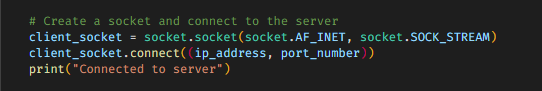 # Create a socket and connect to the server
client_socket = socket.socket(socket.AF_INET, socket.SOCK_STREAM)
client_socket.connect((ip_address, port_number))
print("Connected to server")